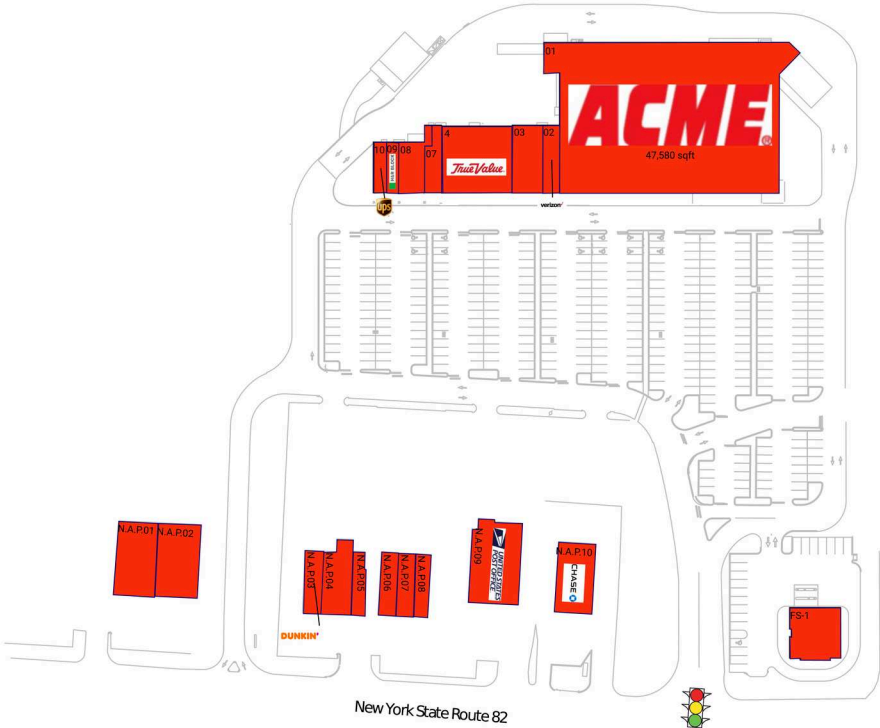 01
ACME
47,580 sqft
02
03
4
True Value
07
08
09
H&R BLOCK
10
ups
verizon
N.A.P.01
N.A.P.02
N.A.P.03
N.A.P.04
N.A.P.05
N.A.P.06
N.A.P.07
N.A.P.08
DUNKIN'
N.A.P.09
UNITED STATES
POST OFFICE
N.A.P.10
CHASE
FS-1
New York State Route 82